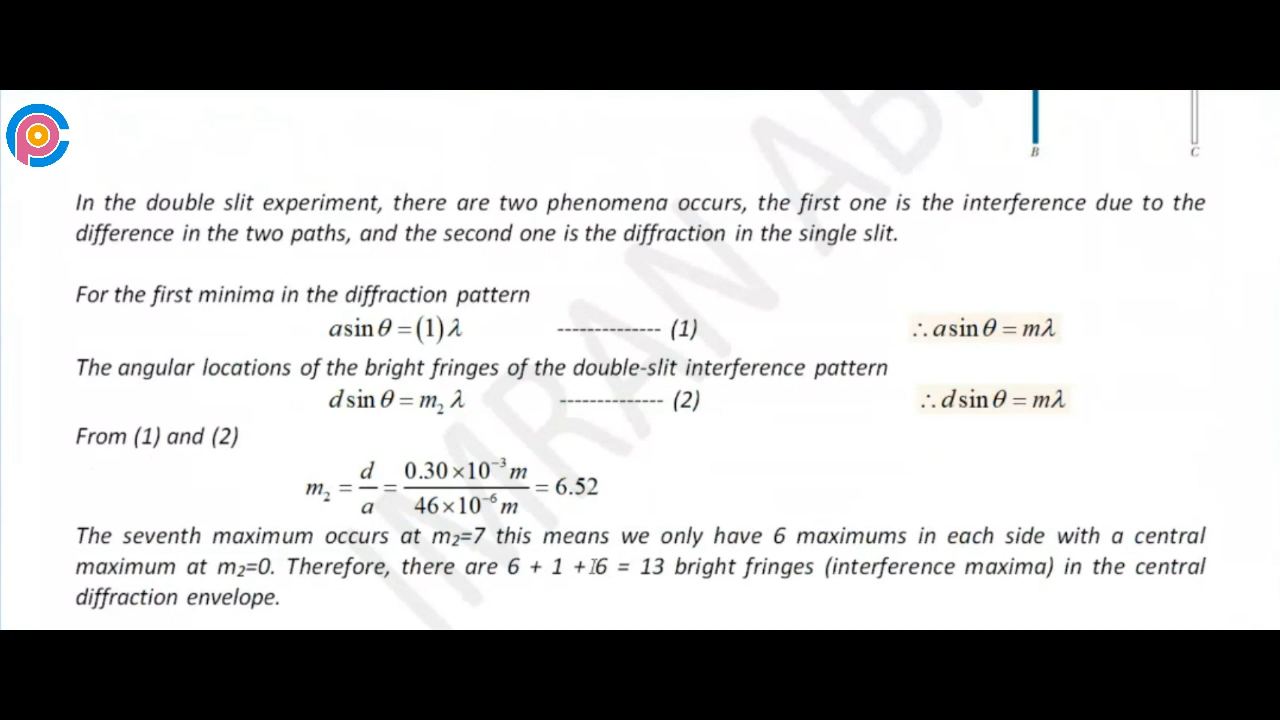 B C
In the double slit experiment, there are two phenomena occurs, the first one is the interference due to the
difference in the two paths, and the second one is the diffraction in the single slit.
For the first minima in the diffraction pattern
a sin θ = (1) λ -------------- (1) ∴ a sin θ = mλ
The angular locations of the bright fringes of the double-slit interference pattern
d sin θ = m₂ λ -------------- (2) ∴ d sin θ = mλ
From (1) and (2)
m₂ = d/a = 0.30 × 10⁻³ m / 46 × 10⁻⁶ m = 6.52
The seventh maximum occurs at m₂=7 this means we only have 6 maximums in each side with a central
maximum at m₂=0. Therefore, there are 6 + 1 + 6 = 13 bright fringes (interference maxima) in the central
diffraction envelope.
IMRAN AB